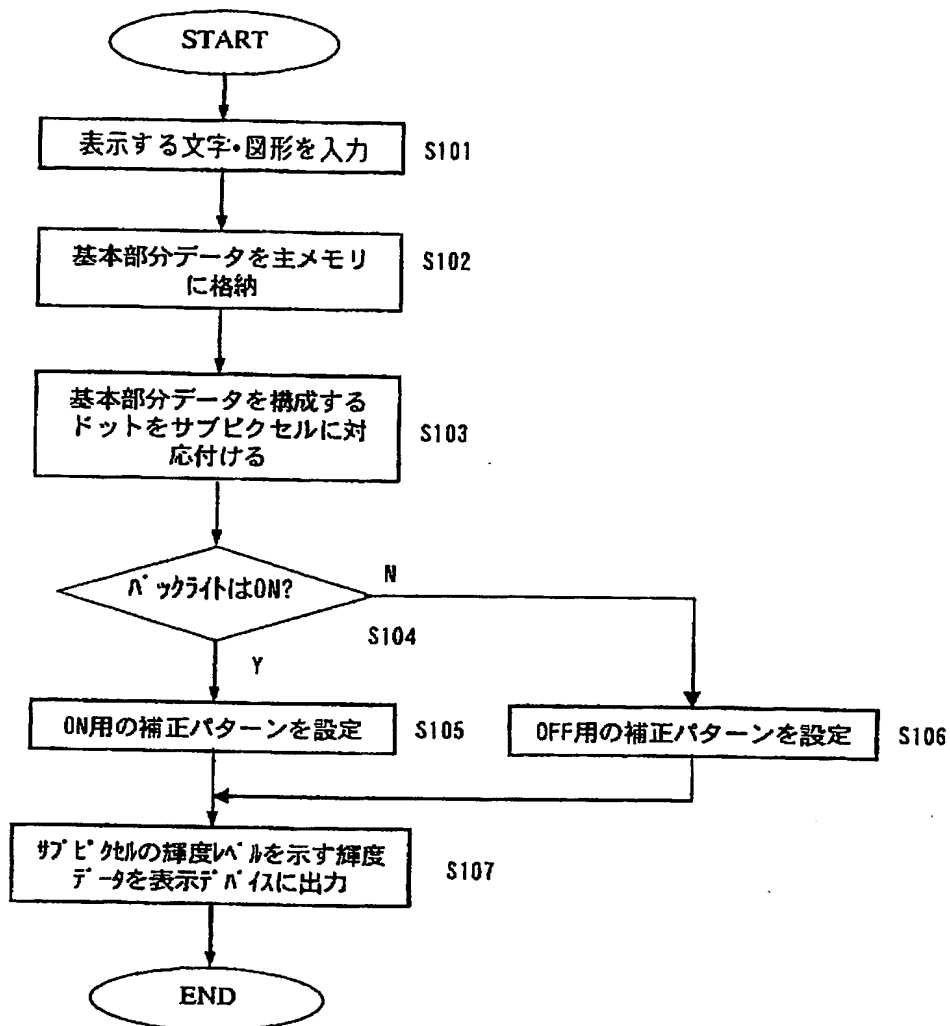 START
表示する文字・図形を入力 S101
基本部分データを主メモリ S102
に格納
基本部分データを構成する
ドットをサブピクセルに対 S103
応付ける
ﾊﾞｯｸﾗｲﾄはON? N
S104
Y
ON用の補正パターンを設定 S105 OFF用の補正パターンを設定 S106
ｻﾌﾞﾋﾟｸｾﾙの輝度ﾚﾍﾞﾙを示す輝度
ﾃﾞｰﾀを表示ﾃﾞﾊﾞｲｽに出力 S107
END